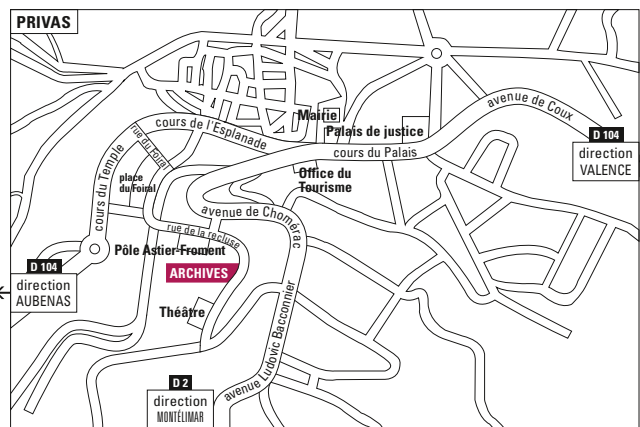 PRIVAS
avenue de Coux
Mairie
Palais de justice
cours de l'Esplanade
cours du Palais
D 104
direction
VALENCE
rue du Foiral
Office du
Tourisme
place
du Foiral
cours du Temple
avenue de Chomérac
rue de la recluse
Pôle Astier-Froment
D 104
direction
AUBENAS
ARCHIVES
Théâtre
avenue Ludovic Bacconnier
D 2
direction
MONTÉLIMAR